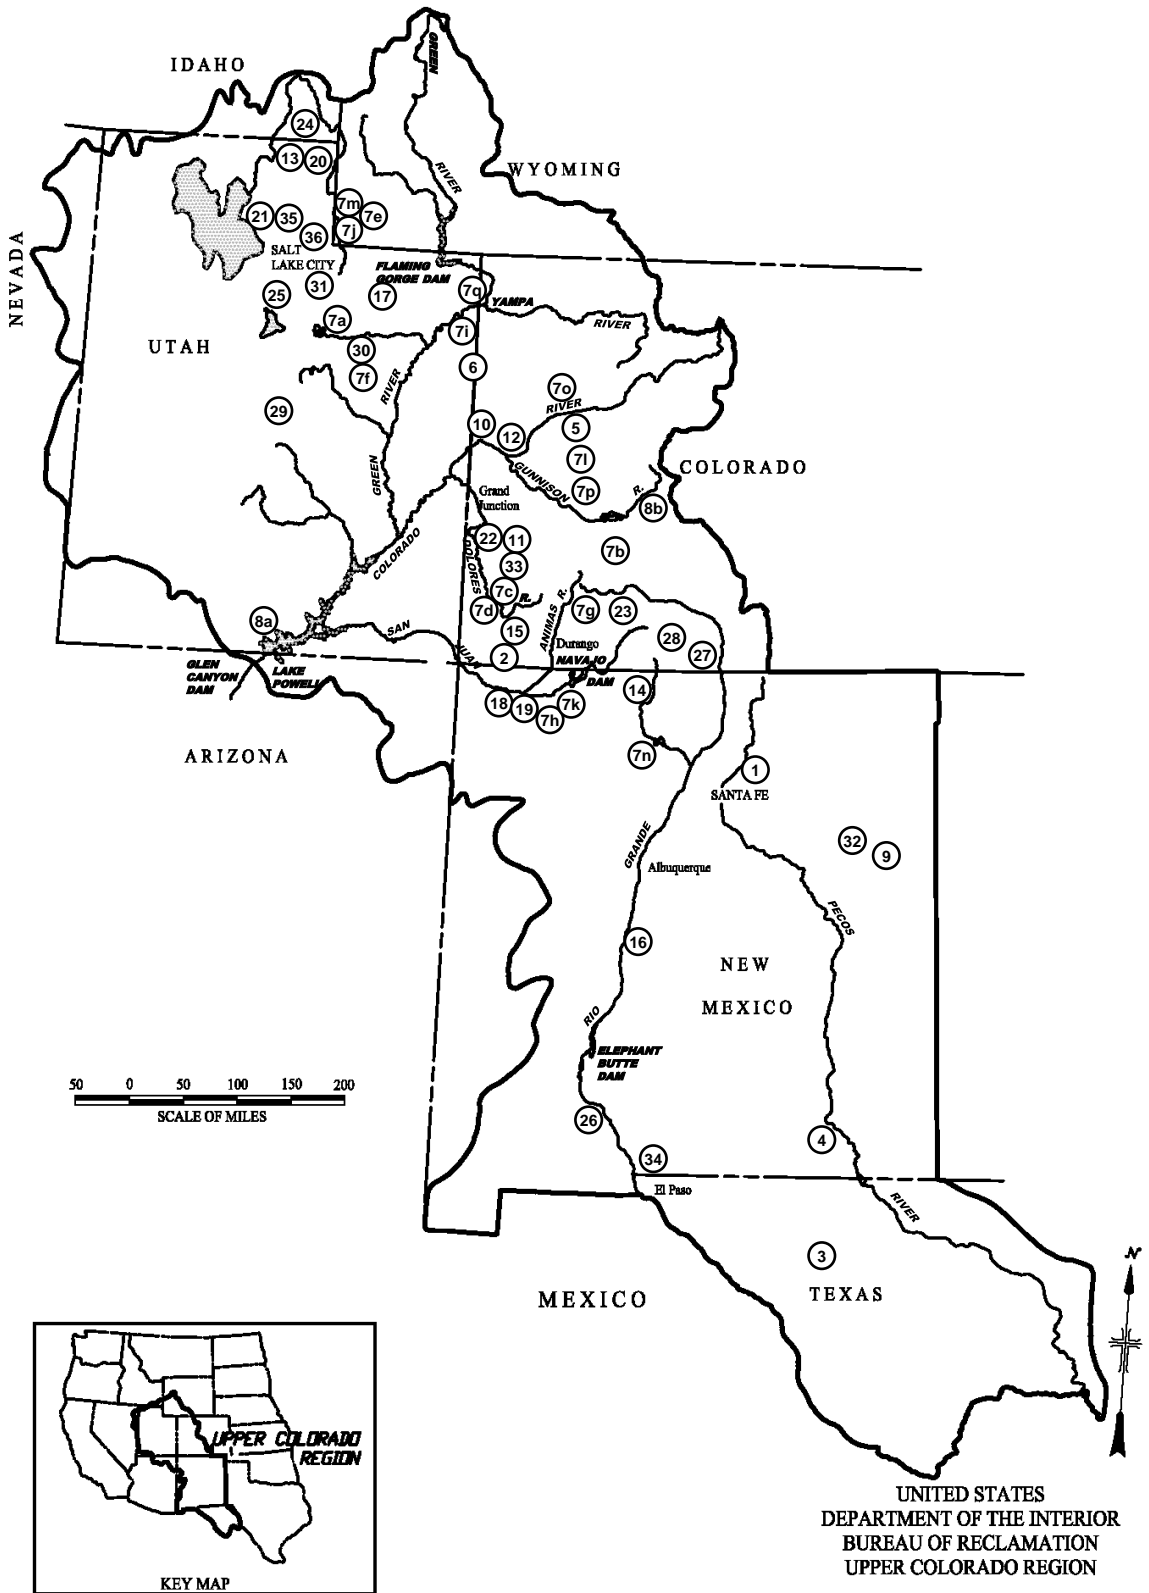 GREEN
IDAHO
24
13
20
RIVER
WYOMING
7m
7e
21
35
7j
36
NEVADA
SALT
LAKE CITY
FLAMING
GORGE DAM
31
25
17
7q
YAMPA
7a
RIVER
7i
UTAH
30
6
7f
RIVER
7o
29
RIVER
10
12
5
7l
GUNNISON
COLORADO
GREEN
7p
R.
Grand
Junction
8b
22
11
COLORADO
DOLORES
7b
33
7c
R.
7d
ANIMAS R.
7g
23
8a
SAN
15
28
Durango
JUAN
2
NAVAJO
DAM
27
GLEN
CANYON
DAM
LAKE
POWELL
14
18
19
7h
7k
ARIZONA
7n
1
SANTA FE
32
9
GRANDE
Albuquerque
PECOS
16
NEW
MEXICO
RIO
ELEPHANT
BUTTE
DAM
50 0 50 100 150 200
SCALE OF MILES
26
4
34
El Paso
RIVER
3
TEXAS
N
MEXICO
UPPER COLORADO
REGION
KEY MAP
UNITED STATES
DEPARTMENT OF THE INTERIOR
BUREAU OF RECLAMATION
UPPER COLORADO REGION